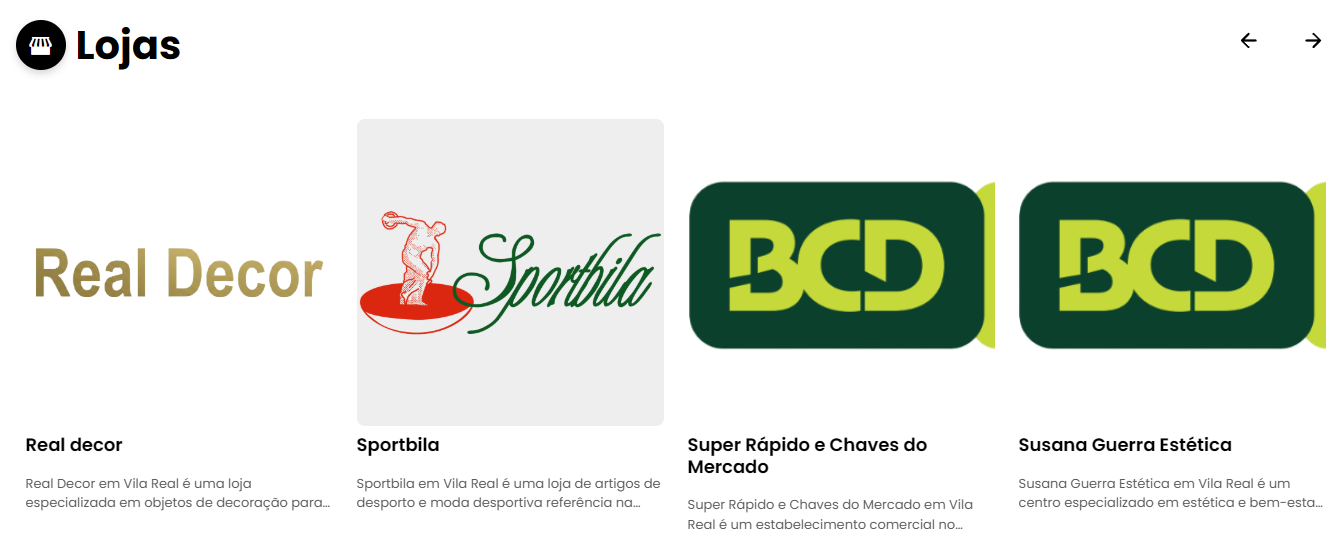 Lojas
Real Decor
Sportbila
BCD
BCD
Real decor
Real Decor em Vila Real é uma loja
especializada em objetos de decoração para...
Sportbila
Sportbila em Vila Real é uma loja de artigos de
desporto e moda desportiva referência na...
Super Rápido e Chaves do
Mercado
Super Rápido e Chaves do Mercado em Vila
Real é um estabelecimento comercial no...
Susana Guerra Estética
Susana Guerra Estética em Vila Real é um
centro especializado em estética e bem-esta...